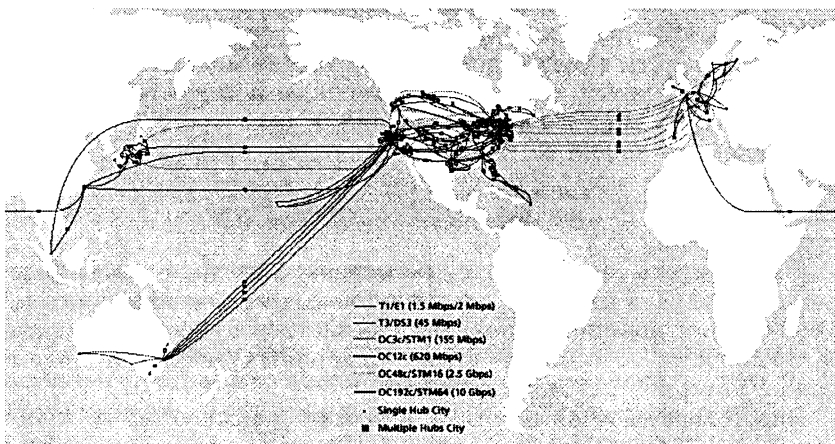 T1/E1 (1.5 Mbps/2 Mbps)
T3/DS3 (45 Mbps)
OC3c/STM1 (155 Mbps)
OC12c (620 Mbps)
OC48c/STM16 (2.5 Gbps)
OC192c/STM64 (10 Gbps)
Single Hub City
Multiple Hubs City